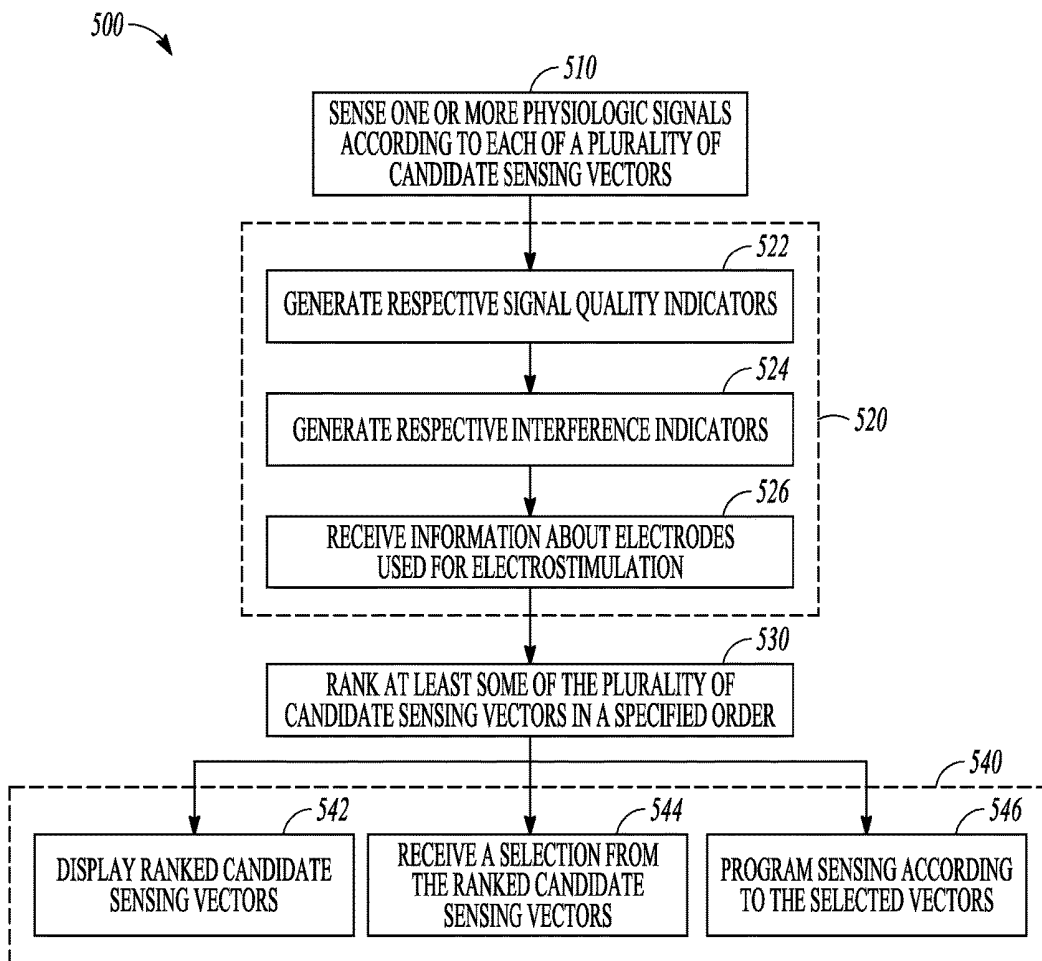 500
510
SENSE ONE OR MORE PHYSIOLOGIC SIGNALS
ACCORDING TO EACH OF A PLURALITY OF
CANDIDATE SENSING VECTORS
522
GENERATE RESPECTIVE SIGNAL QUALITY INDICATORS
524
GENERATE RESPECTIVE INTERFERENCE INDICATORS
520
526
RECEIVE INFORMATION ABOUT ELECTRODES
USED FOR ELECTROSTIMULATION
530
RANK AT LEAST SOME OF THE PLURALITY OF
CANDIDATE SENSING VECTORS IN A SPECIFIED ORDER
540
542
DISPLAY RANKED CANDIDATE
SENSING VECTORS
544
RECEIVE A SELECTION FROM
THE RANKED CANDIDATE
SENSING VECTORS
546
PROGRAM SENSING ACCORDING
TO THE SELECTED VECTORS